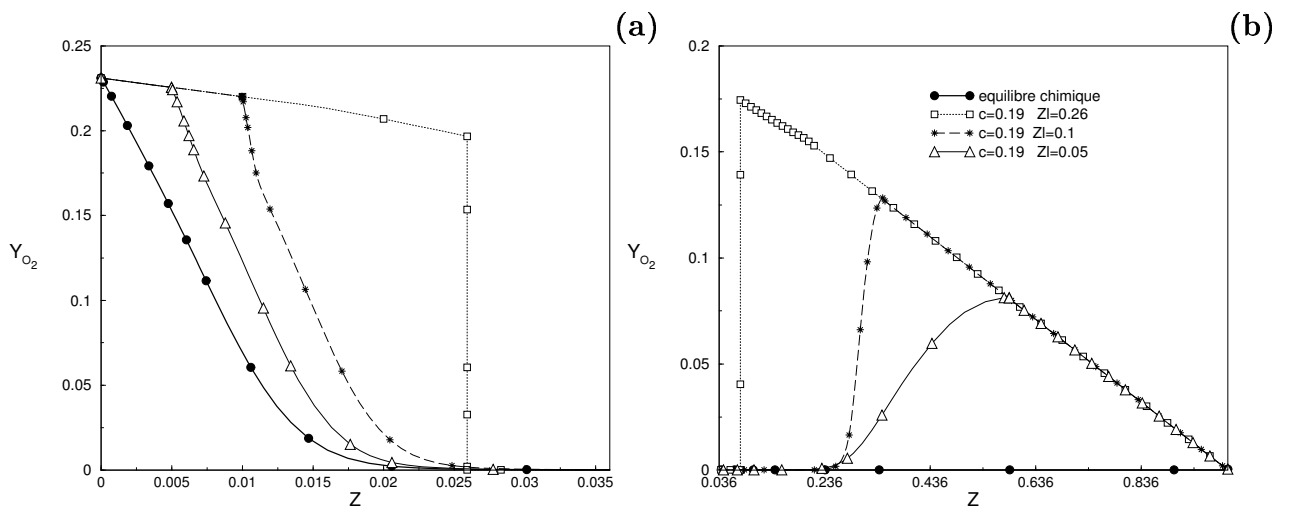 (a)
0.25
0.2
0.15
0.1
0.05
0
Y_{O_2}
0 0.005 0.01 0.015 0.02 0.025 0.03 0.035
Z
(b)
0.2
0.15
0.1
0.05
0
Y_{O_2}
equilibre chimique
c=0.19 Zl=0.26
c=0.19 Zl=0.1
c=0.19 Zl=0.05
0.036 0.236 0.436 0.636 0.836
Z